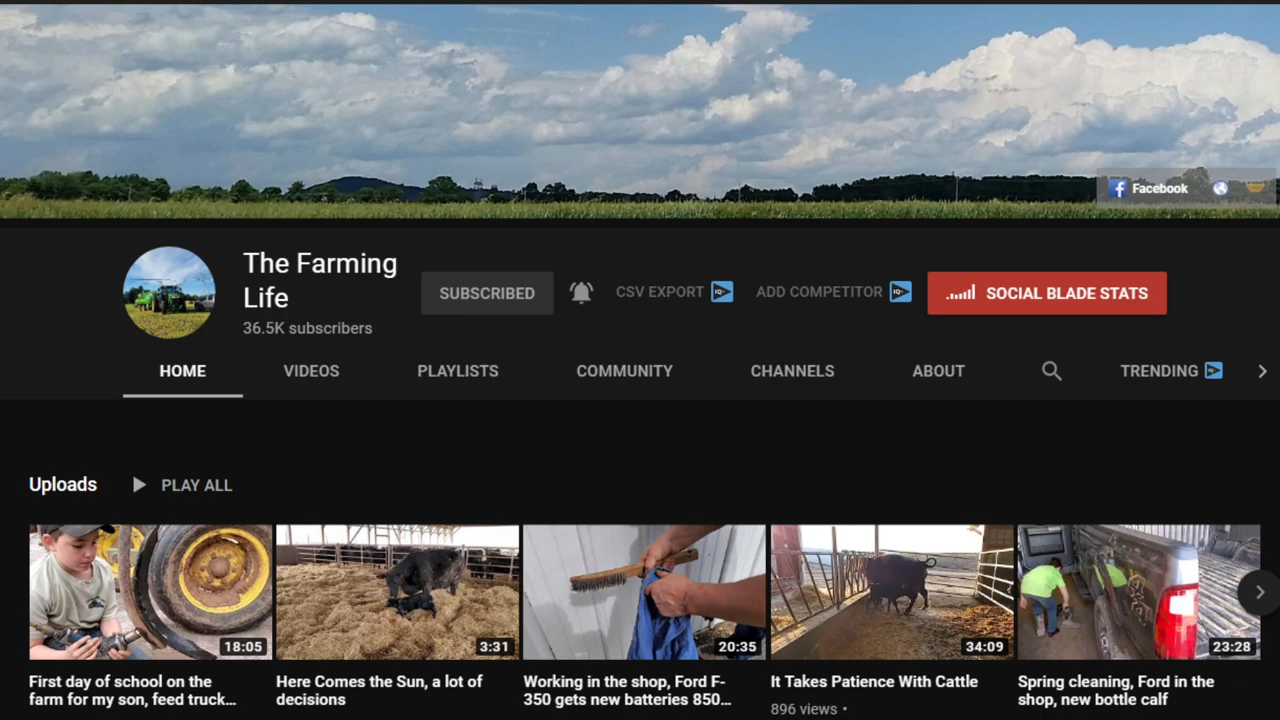 Facebook
The Farming
Life
36.5K subscribers
SUBSCRIBED
CSV EXPORT
ADD COMPETITOR
SOCIAL BLADE STATS
HOME
VIDEOS
PLAYLISTS
COMMUNITY
CHANNELS
ABOUT
TRENDING
Uploads
PLAY ALL
18:05
3:31
20:35
34:09
23:28
First day of school on the
farm for my son, feed truck...
Here Comes the Sun, a lot of
decisions
Working in the shop, Ford F-
350 gets new batteries 850...
It Takes Patience With Cattle
896 views •
Spring cleaning, Ford in the
shop, new bottle calf